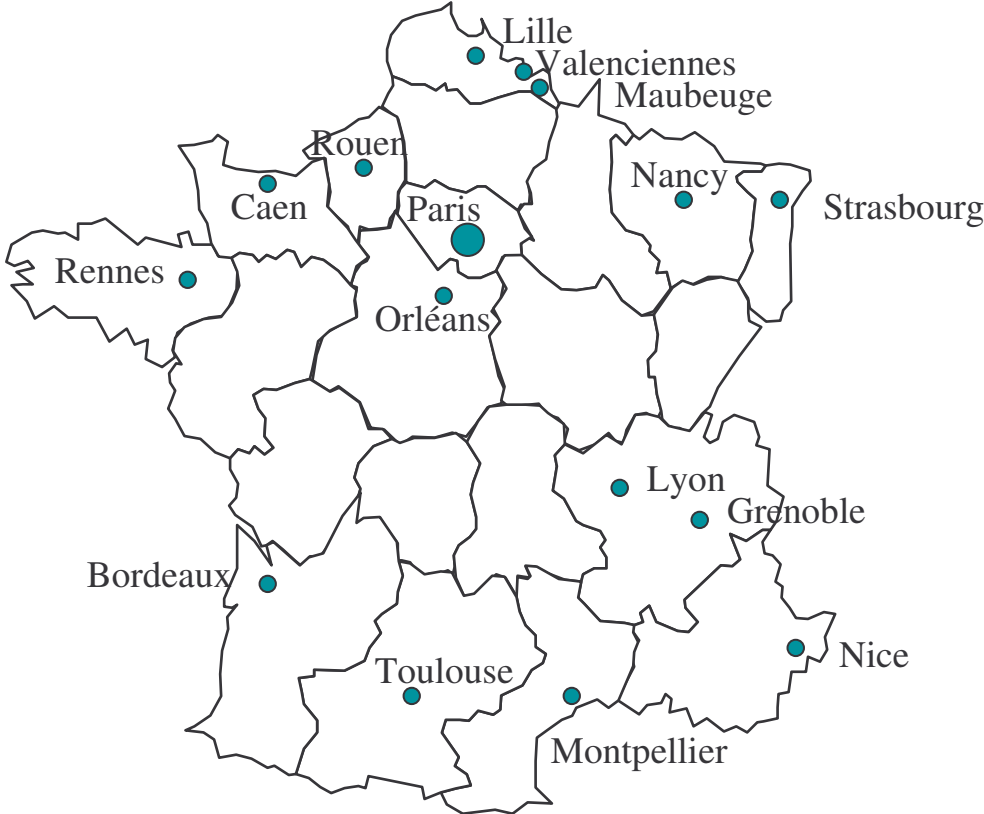 Lille
Valenciennes
Maubeuge
Rouen
Nancy
Caen
Paris
Strasbourg
Rennes
Orléans
Lyon
Grenoble
Bordeaux
Nice
Toulouse
Montpellier